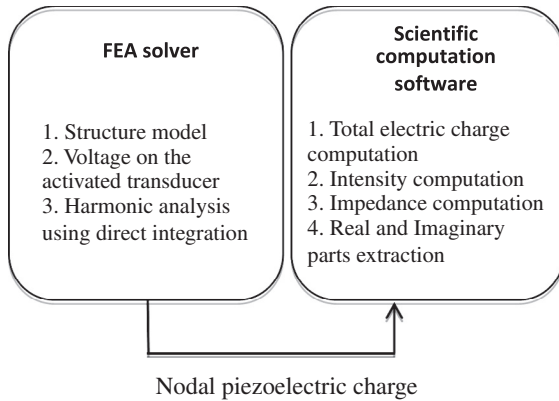 FEA solver
1. Structure model
2. Voltage on the
activated transducer
3. Harmonic analysis
using direct integration
Scientific
computation
software
1. Total electric charge
computation
2. Intensity computation
3. Impedance computation
4. Real and Imaginary
parts extraction
Nodal piezoelectric charge